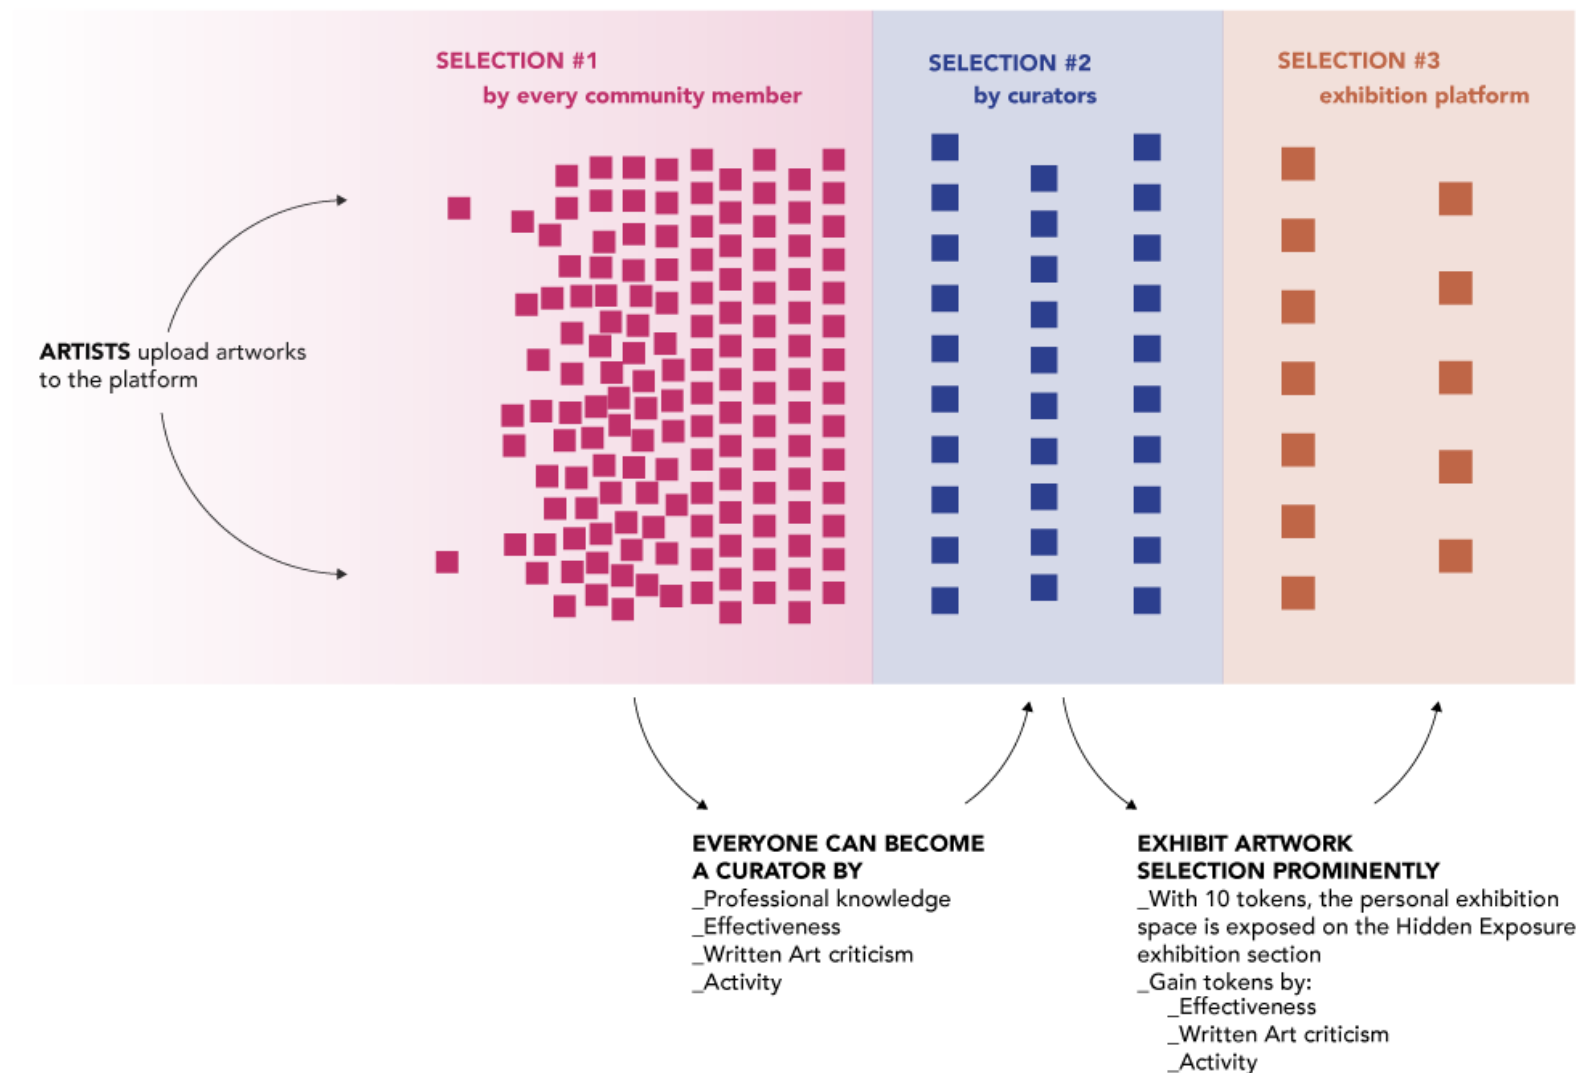 SELECTION #1
by every community member
SELECTION #2
by curators
SELECTION #3
exhibition platform
ARTISTS upload artworks
to the platform
EVERYONE CAN BECOME
A CURATOR BY
_Professional knowledge
_Effectiveness
_Written Art criticism
_Activity
EXHIBIT ARTWORK
SELECTION PROMINENTLY
_With 10 tokens, the personal exhibition
space is exposed on the Hidden Exposure
exhibition section
_Gain tokens by:
_Effectiveness
_Written Art criticism
_Activity